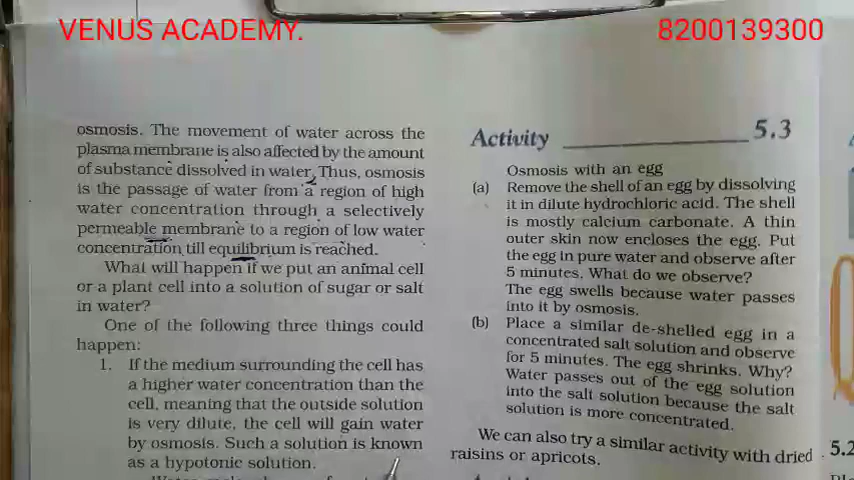 VENUS ACADEMY.
8200139300
osmosis. The movement of water across the
plasma membrane is also affected by the amount
of substance dissolved in water. Thus, osmosis
is the passage of water from a region of high
water concentration through a selectively
permeable membrane to a region of low water
concentration till equilibrium is reached.
What will happen if we put an animal cell
or a plant cell into a solution of sugar or salt
in water?
One of the following three things could
happen:
1. If the medium surrounding the cell has
a higher water concentration than the
cell, meaning that the outside solution
is very dilute, the cell will gain water
by osmosis. Such a solution is known
as a hypotonic solution.
Activity 5.3
Osmosis with an egg
(a) Remove the shell of an egg by dissolving
it in dilute hydrochloric acid. The shell
is mostly calcium carbonate. A thin
outer skin now encloses the egg. Put
the egg in pure water and observe after
5 minutes. What do we observe?
The egg swells because water passes
into it by osmosis.
(b) Place a similar de-shelled egg in a
concentrated salt solution and observe
for 5 minutes. The egg shrinks. Why?
Water passes out of the egg solution
into the salt solution because the salt
solution is more concentrated.
We can also try a similar activity with dried
raisins or apricots.
5.2